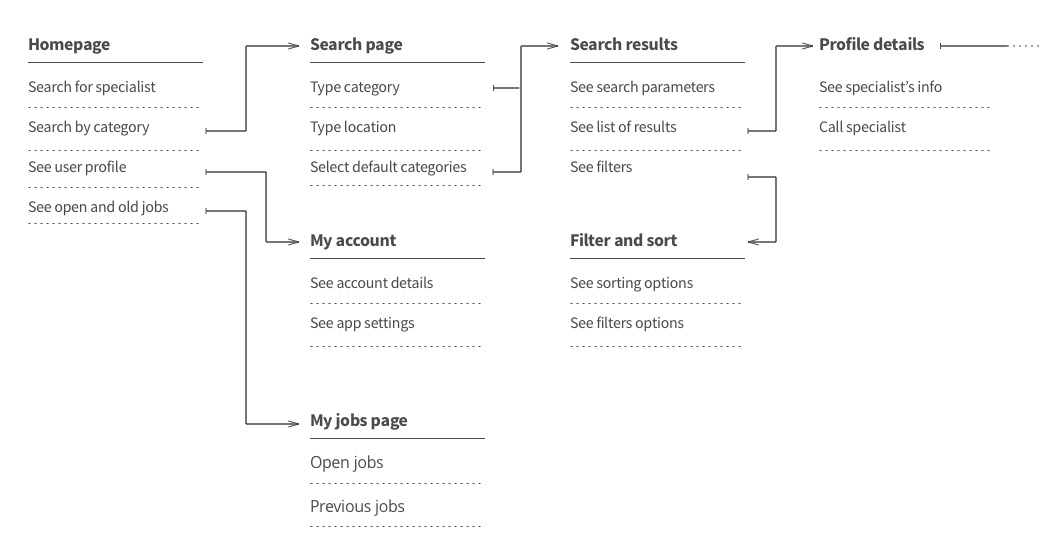 Homepage
Search for specialist
Search by category
See user profile
See open and old jobs
Search page
Type category
Type location
Select default categories
My account
See account details
See app settings
My jobs page
Open jobs
Previous jobs
Search results
See search parameters
See list of results
See filters
Filter and sort
See sorting options
See filters options
Profile details
See specialist’s info
Call specialist